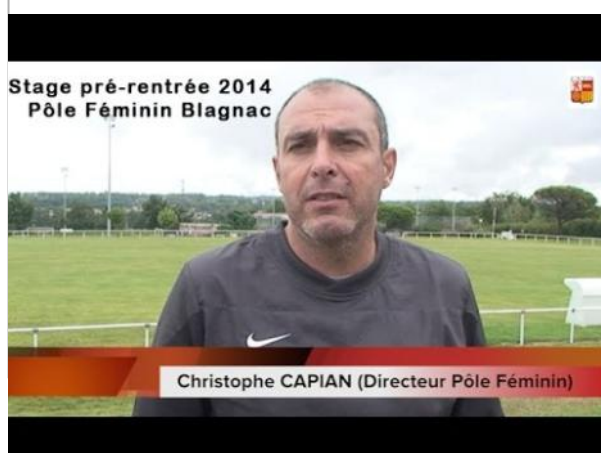 Stage pré-rentrée 2014
Pôle Féminin Blagnac
Christophe CAPIAN (Directeur Pôle Féminin)